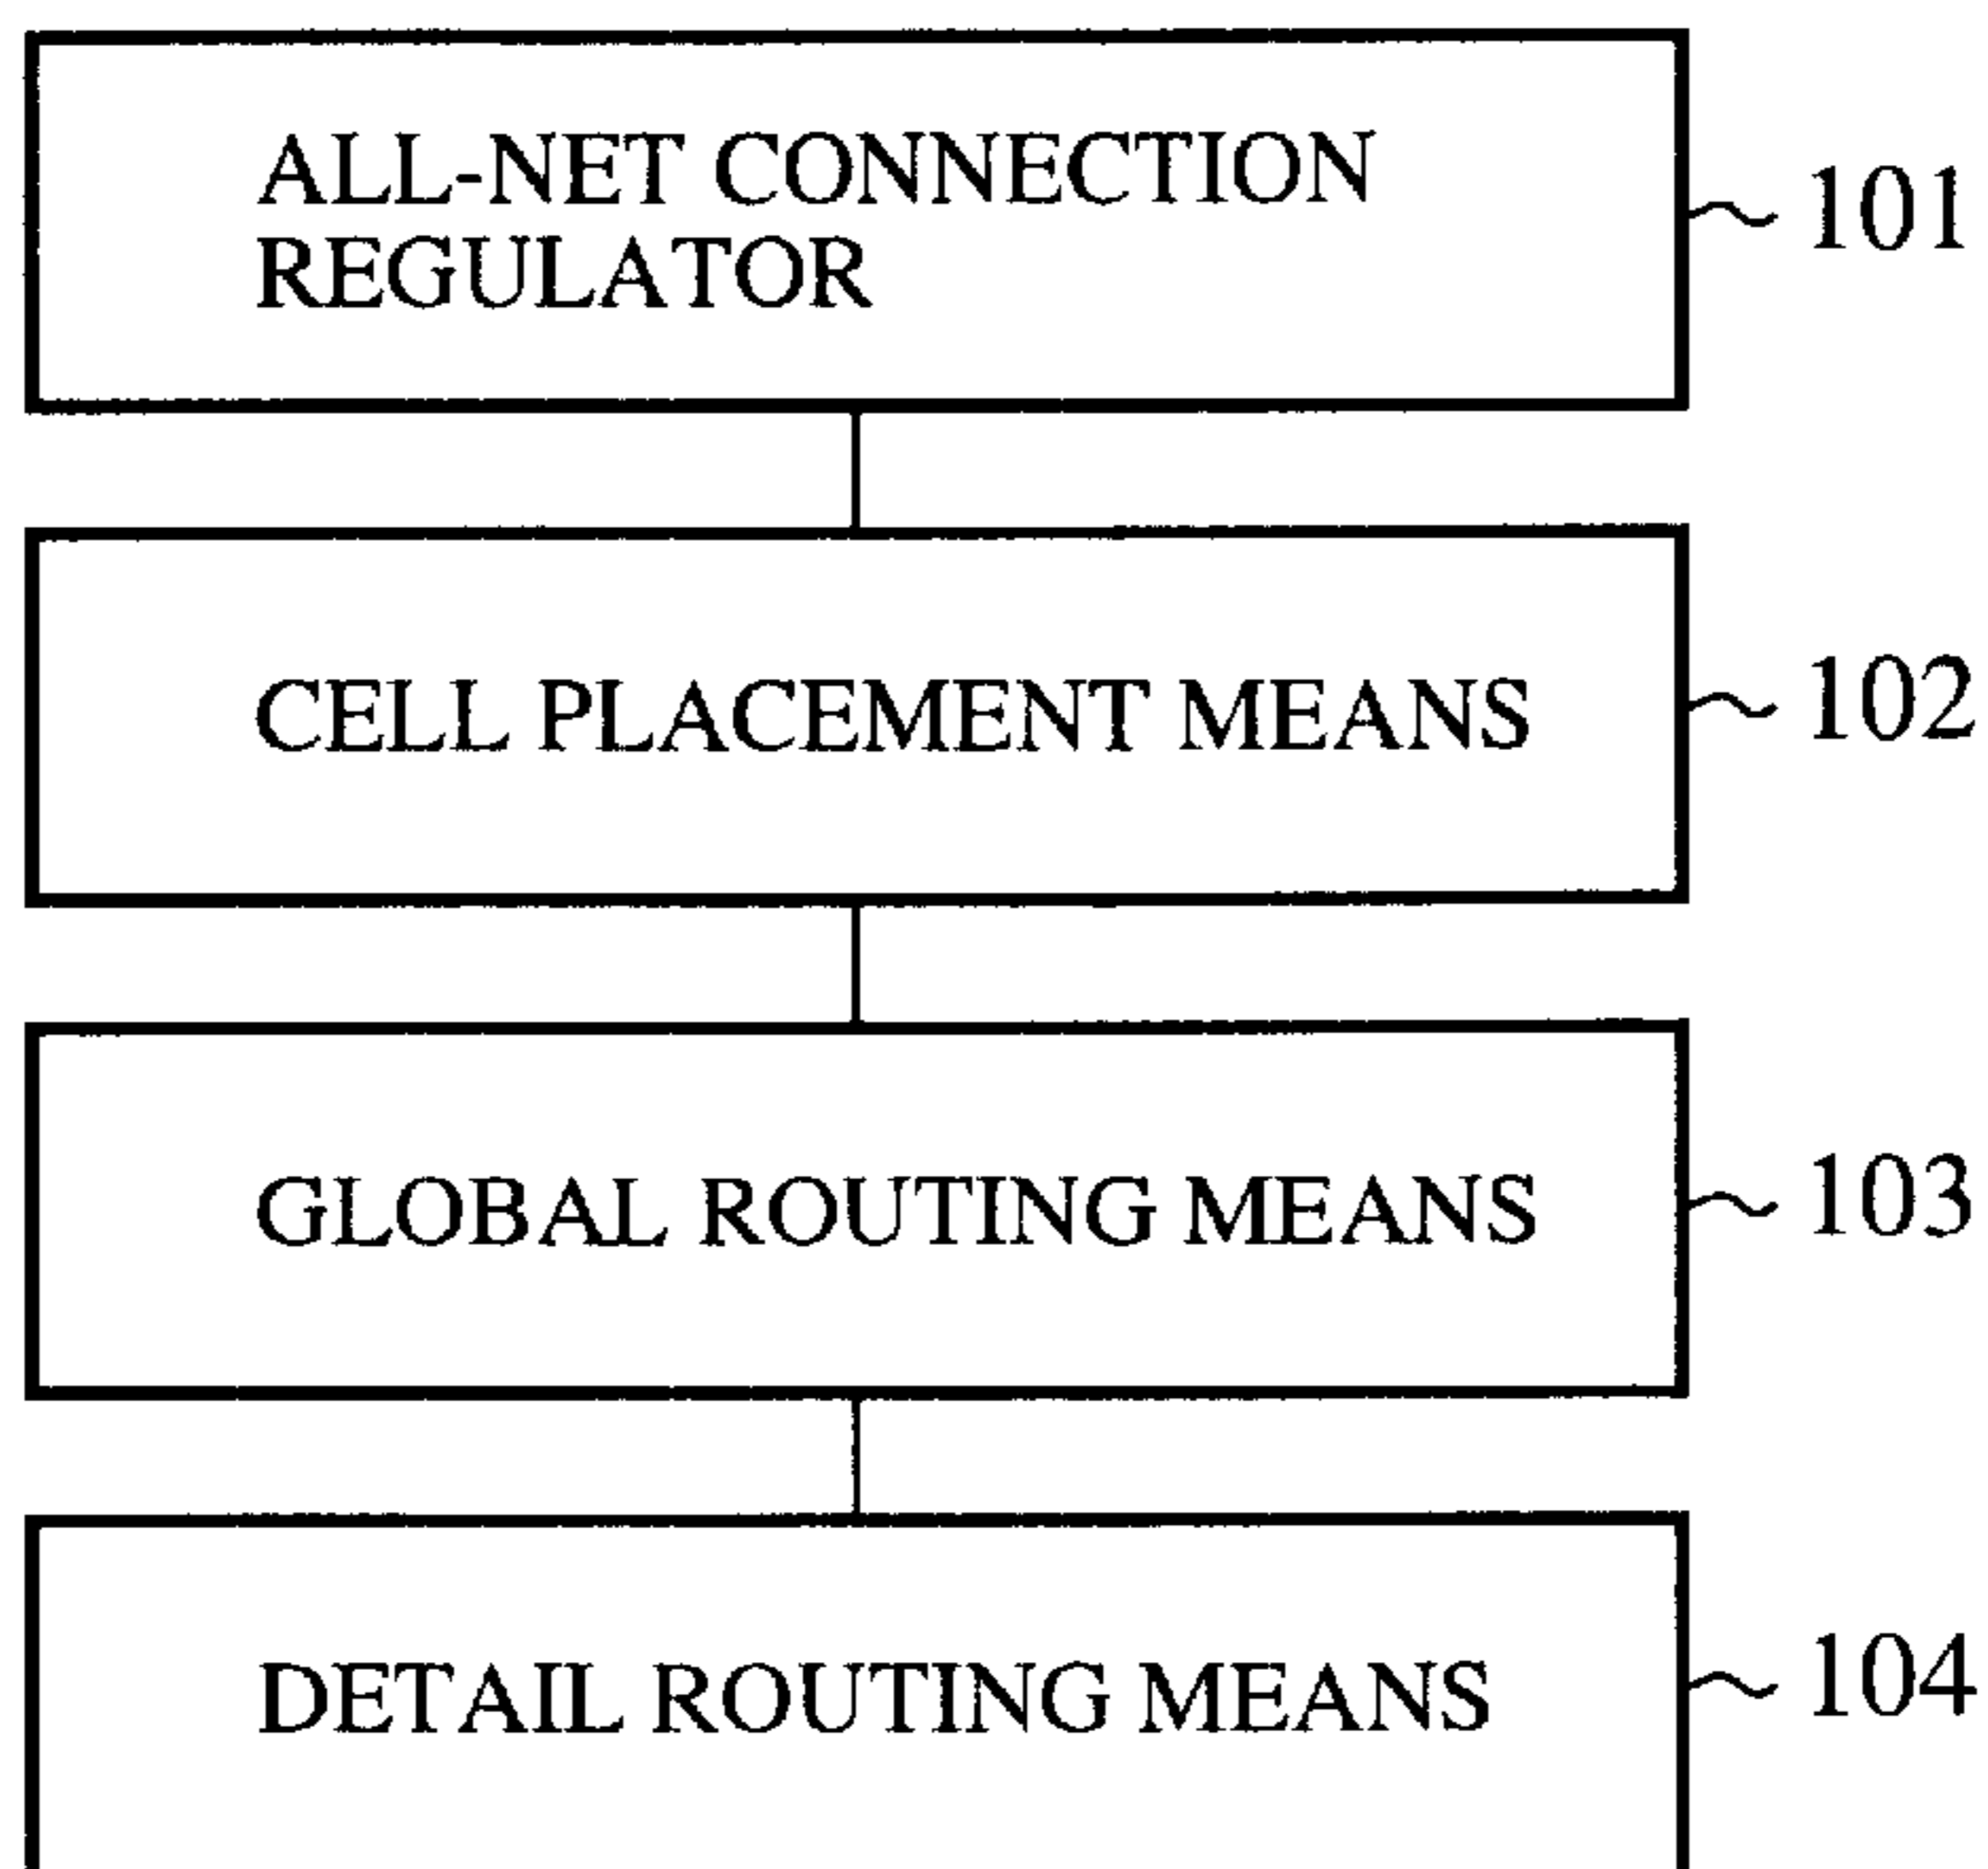 ALL-NET CONNECTION
REGULATOR
101
CELL PLACEMENT MEANS
102
GLOBAL ROUTING MEANS
103
DETAIL ROUTING MEANS
104